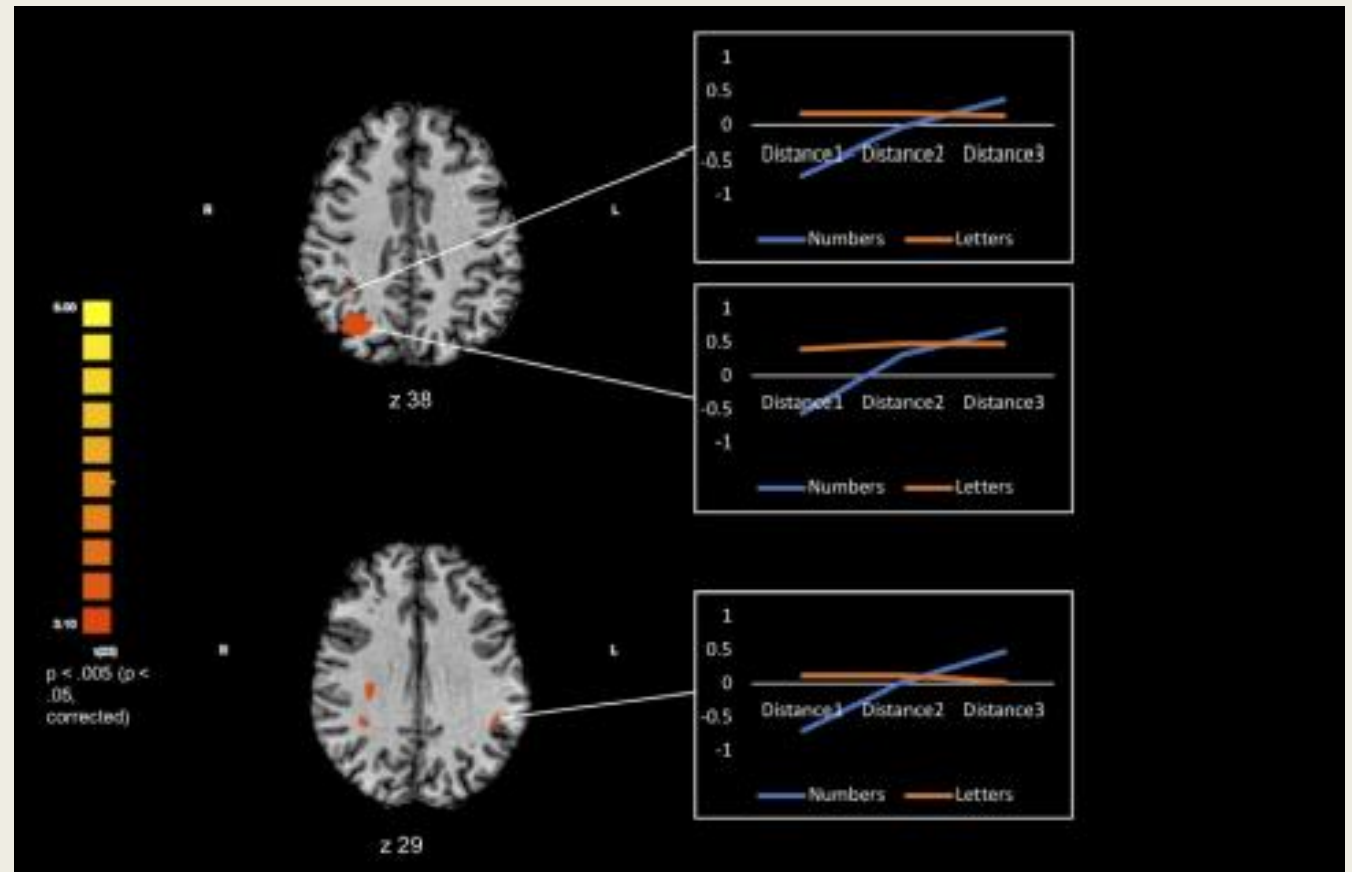 1
0.5
0
-0.5
-1
Distance1 Distance2 Distance3
Numbers Letters
R
L
z 38
1
0.5
0
-0.5
-1
Distance1 Distance2 Distance3
Numbers Letters
3.10
p < .005 (p <
.05,
corrected)
R
L
1
0.5
0
-0.5
-1
Distance1 Distance2 Distance3
Numbers Letters
z 29